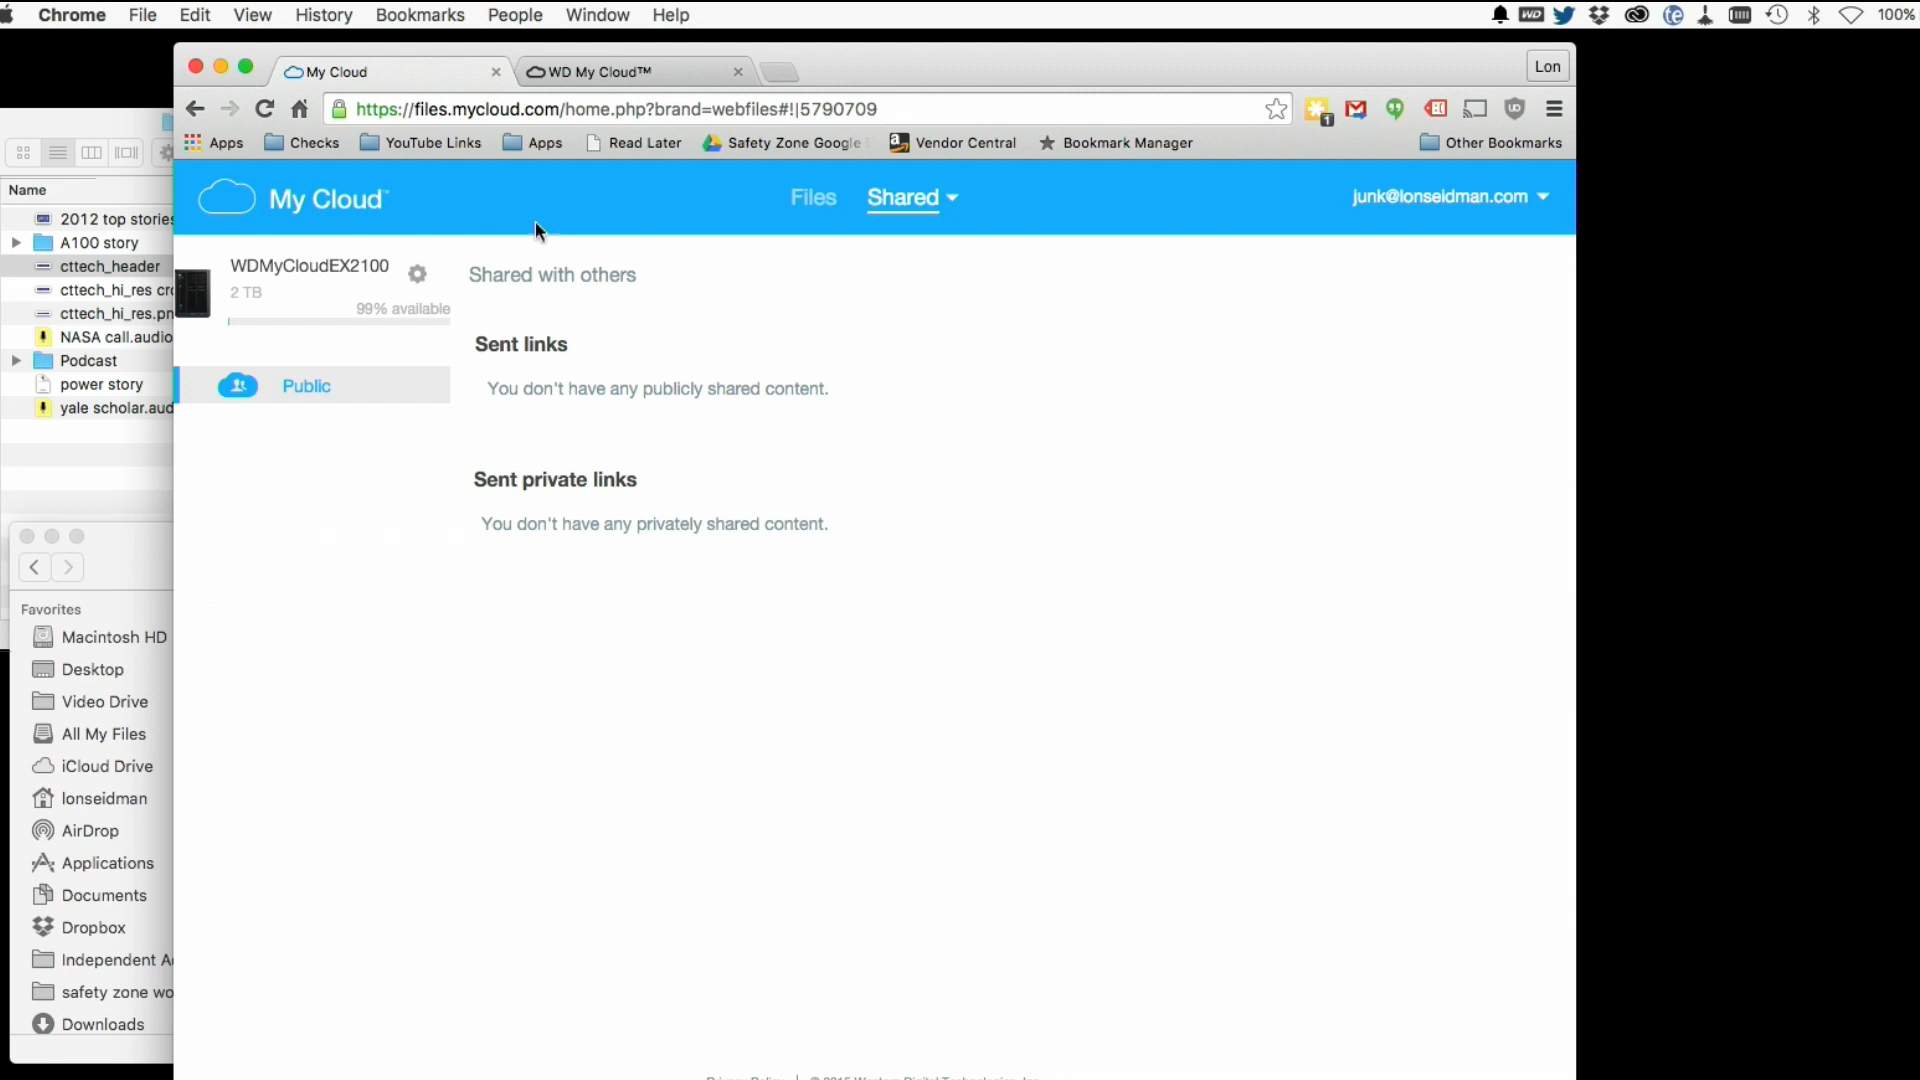 Chrome File Edit View History Bookmarks People Window Help
WD te 100%
My Cloud
WD My Cloud™
Lon
https://files.mycloud.com/home.php?brand=webfiles#!|5790709
1
Apps Checks YouTube Links Apps Read Later Safety Zone Google Vendor Central Bookmark Manager Other Bookmarks
My Cloud™
Files Shared
junk@lonseidman.com
Name
2012 top stories
A100 story
cttech_header
cttech_hi_res
cttech_hi_res.pn
NASA call.audio
Podcast
power story
yale scholar.aud
WDMyCloudEX2100
2 TB
99% available
Public
Shared with others
Sent links
You don't have any publicly shared content.
Sent private links
You don't have any privately shared content.
Favorites
Macintosh HD
Desktop
Video Drive
All My Files
iCloud Drive
lonseidman
AirDrop
Applications
Documents
Dropbox
Independent
safety zone
Downloads